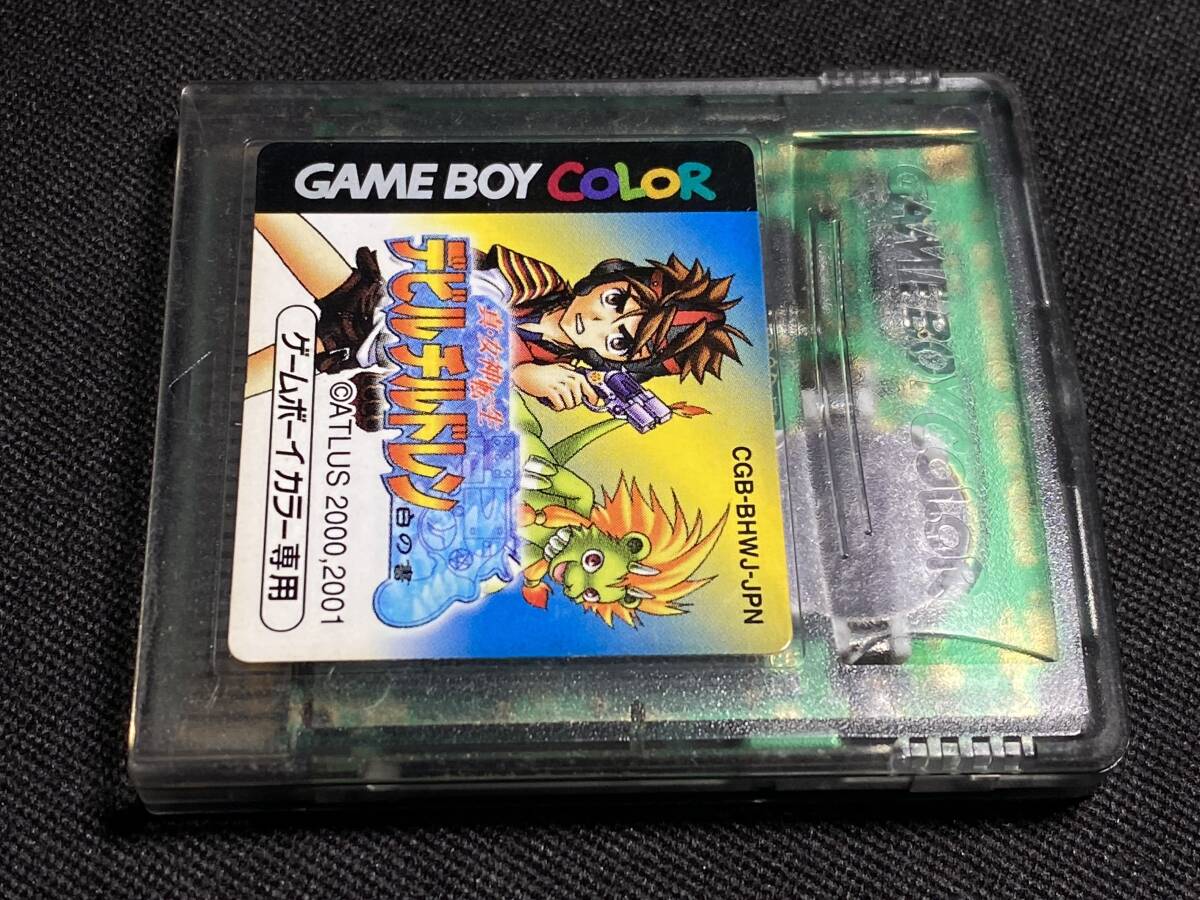 GAME BOY COLOR
真・女神転生
デビルチルドレン
白の書
CGB-BHWJ-JPN
©ATLUS 2000,2001
ゲームボーイカラー専用
GAME BOY COLOR